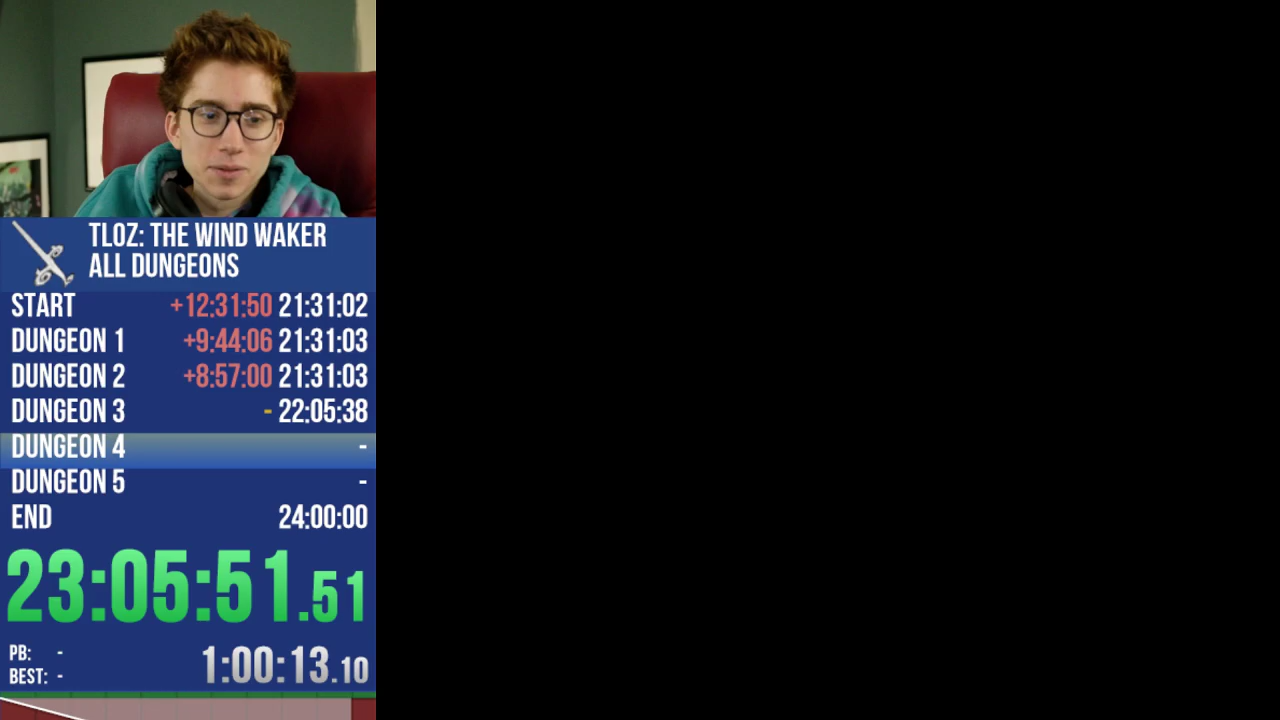 TLOZ: THE WIND WAKER
ALL DUNGEONS
START +12:31:50 21:31:02
DUNGEON 1 +9:44:06 21:31:03
DUNGEON 2 +8:57:00 21:31:03
DUNGEON 3 - 22:05:38
DUNGEON 4 -
DUNGEON 5 -
END 24:00:00
23:05:51.51
PB: -
BEST: -
1:00:13.10